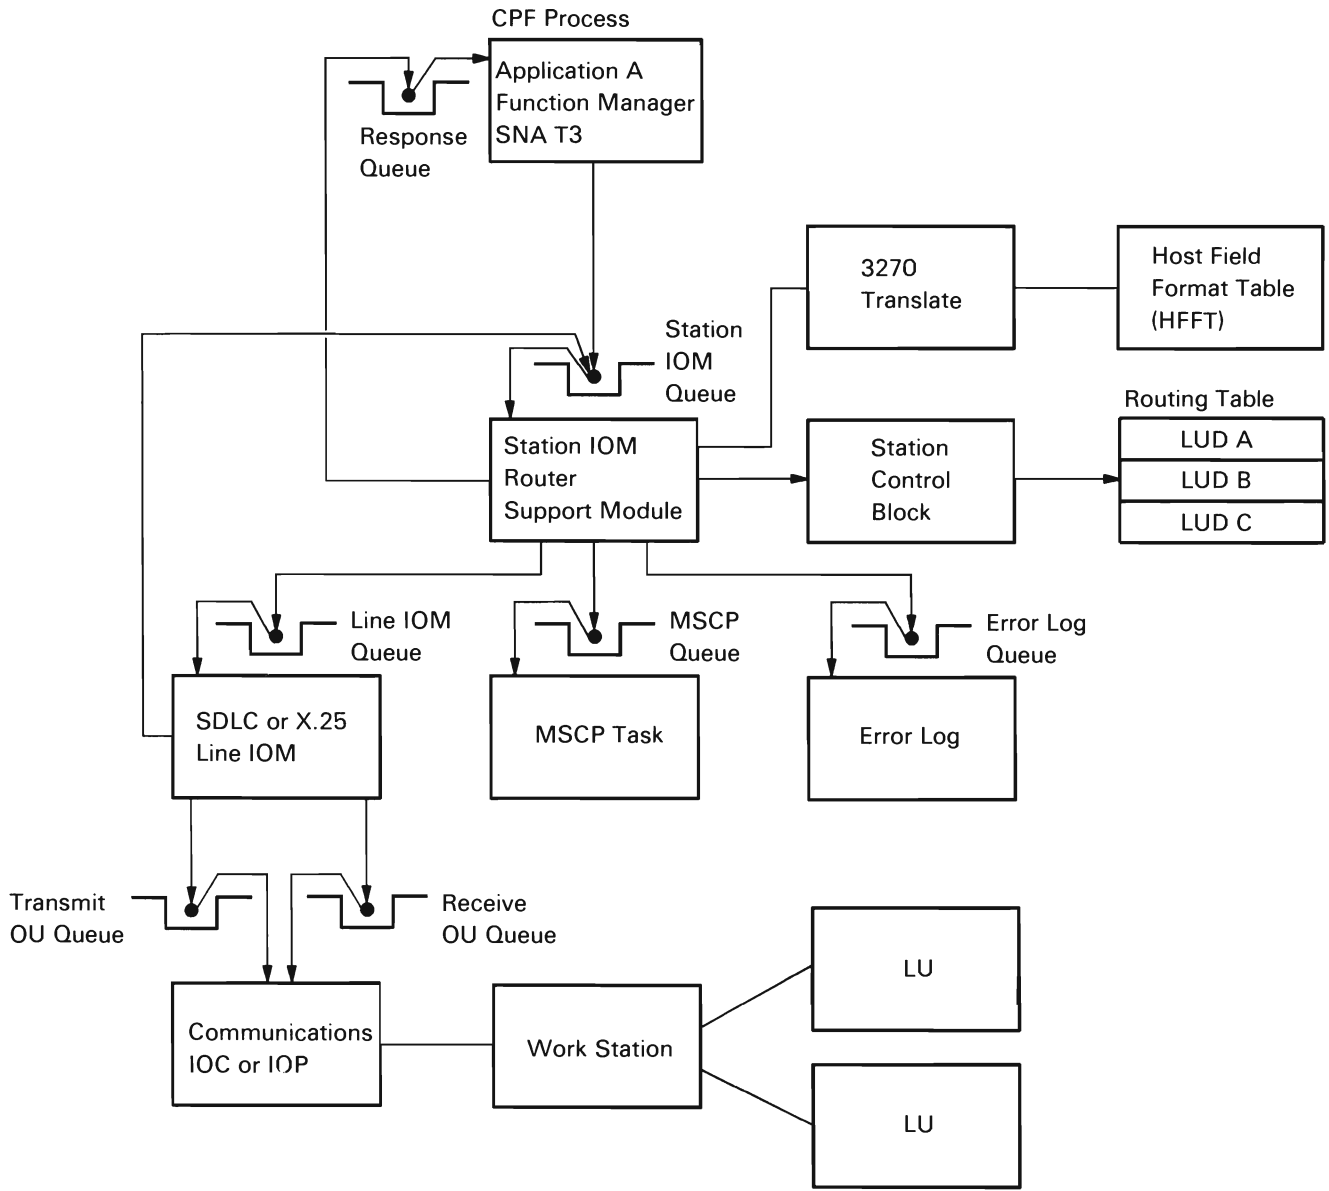 CPF Process
Application A
Function Manager
SNA T3
Response
Queue
3270
Translate
Host Field
Format Table
(HFFT)
Station
IOM
Queue
Routing Table
LUD A
LUD B
LUD C
Station IOM
Router
Support Module
Station
Control
Block
Line IOM
Queue
MSCP
Queue
Error Log
Queue
SDLC or X.25
Line IOM
MSCP Task
Error Log
Transmit
OU Queue
Receive
OU Queue
Communications
IOC or IOP
Work Station
LU
LU